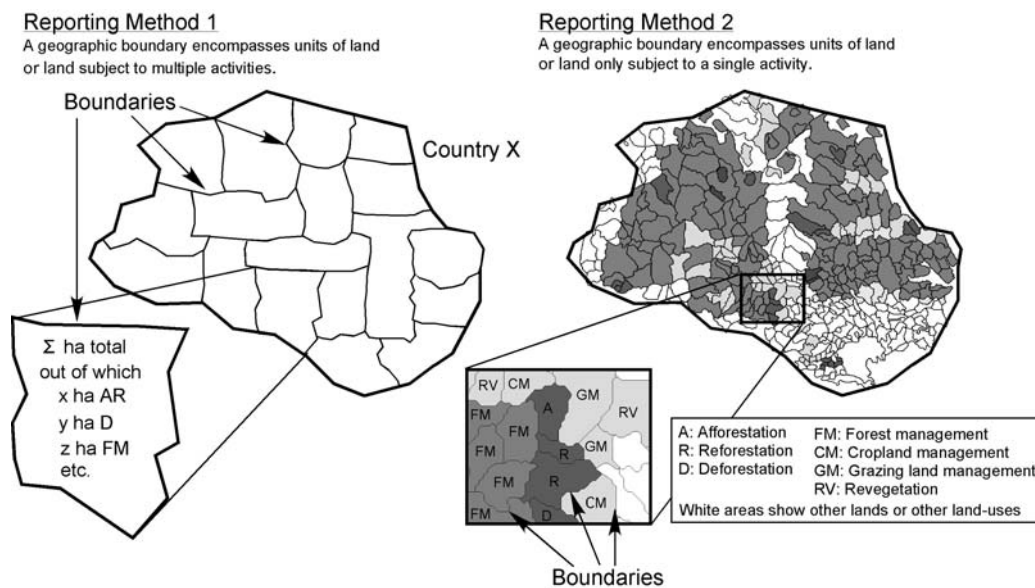 Reporting Method 1
A geographic boundary encompasses units of land
or land subject to multiple activities.
Boundaries
Country X
Σ ha total
out of which
x ha AR
y ha D
z ha FM
etc.
Reporting Method 2
A geographic boundary encompasses units of land
or land only subject to a single activity.
RV
CM
GM
RV
FM
A
FM
FM
GM
R
FM
R
CM
FM
D
Boundaries
A: Afforestation
R: Reforestation
D: Deforestation
FM: Forest management
CM: Cropland management
GM: Grazing land management
RV: Revegetation
White areas show other lands or other land-uses